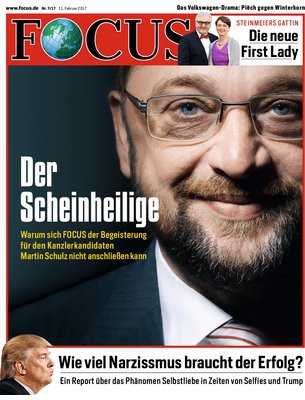 www.focus.de Nr. 7/17 11. Februar 2017
Das Volkswagen-Drama: Piëch gegen Winterkorn
FOCUS
STEINMEIERS GATTIN
Die neue
First Lady
Der
Scheinheilige
Warum sich FOCUS der Begeisterung
für den Kanzlerkandidaten
Martin Schulz nicht anschließen kann
Wie viel Narzissmus braucht der Erfolg?
Ein Report über das Phänomen Selbstliebe in Zeiten von Selfies und Trump